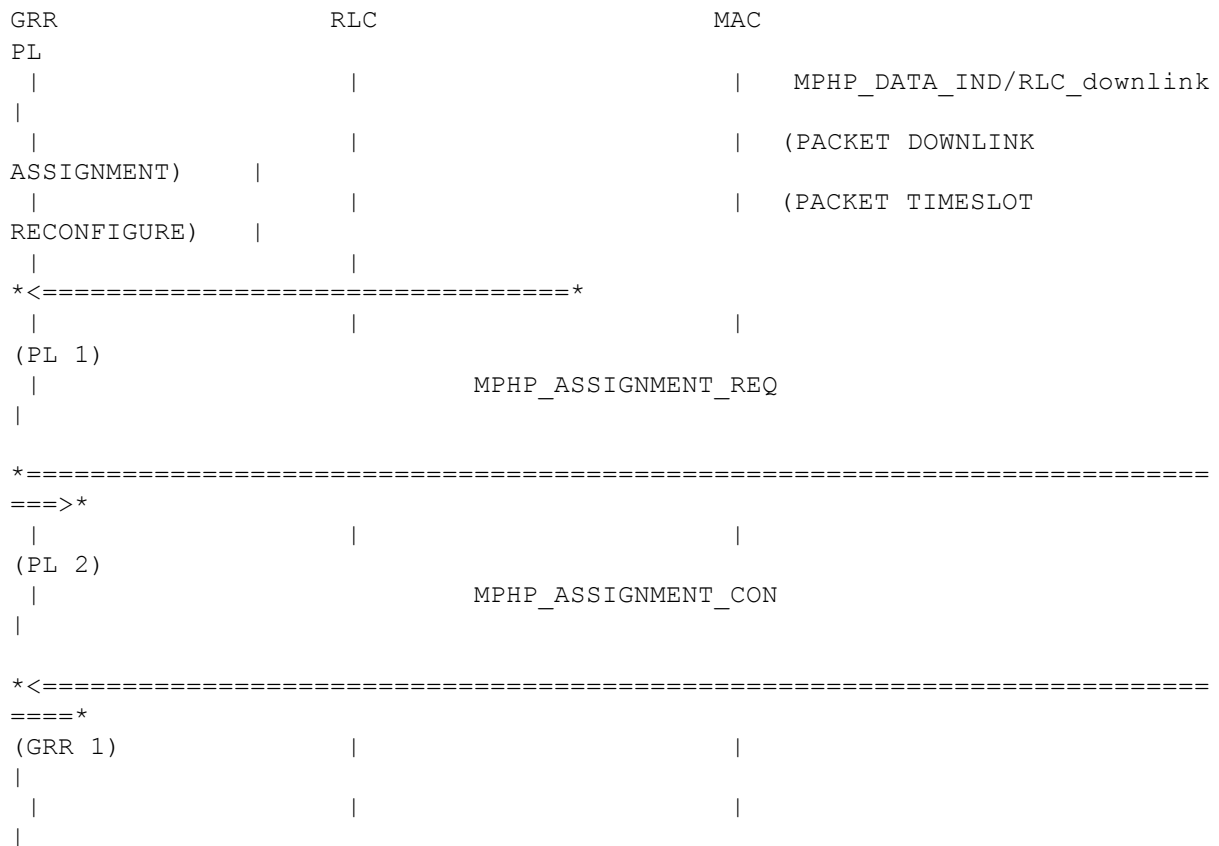 GRR                 RLC                     MAC
PL
 |                   |                       |   MPHP_DATA_IND/RLC_downlink
|
 |                   |                       |  (PACKET DOWNLINK
ASSIGNMENT)    |
 |                   |                       |  (PACKET TIMESLOT
RECONFIGURE)   |
 |                   |
*<=================================*
 |                   |                       |
(PL 1)
 |                           MPHP_ASSIGNMENT_REQ
|
*==========================================================================
===>*
 |                   |                       |
(PL 2)
 |                           MPHP_ASSIGNMENT_CON
|
*<=========================================================================
====*
(GRR 1)              |                       |
|
 |                   |                       |
|